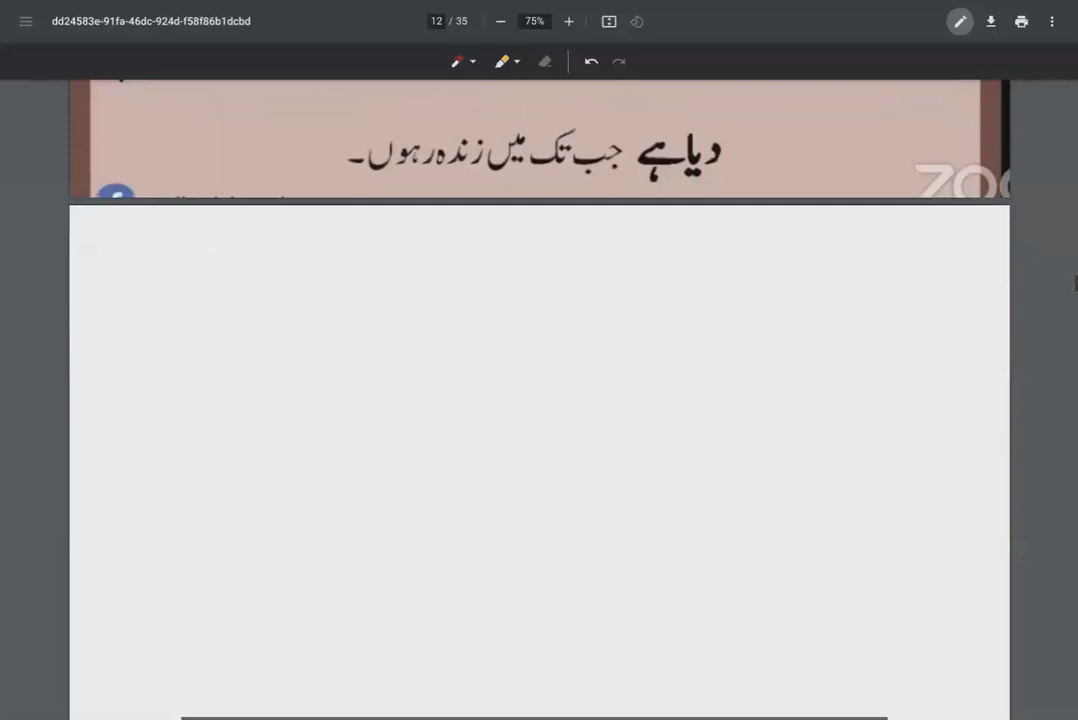 dd24583e-91fa-46dc-924d-f58f86b1dcbd
12 / 35
75%
دیا ہے جب تک میں زندہ رہوں۔